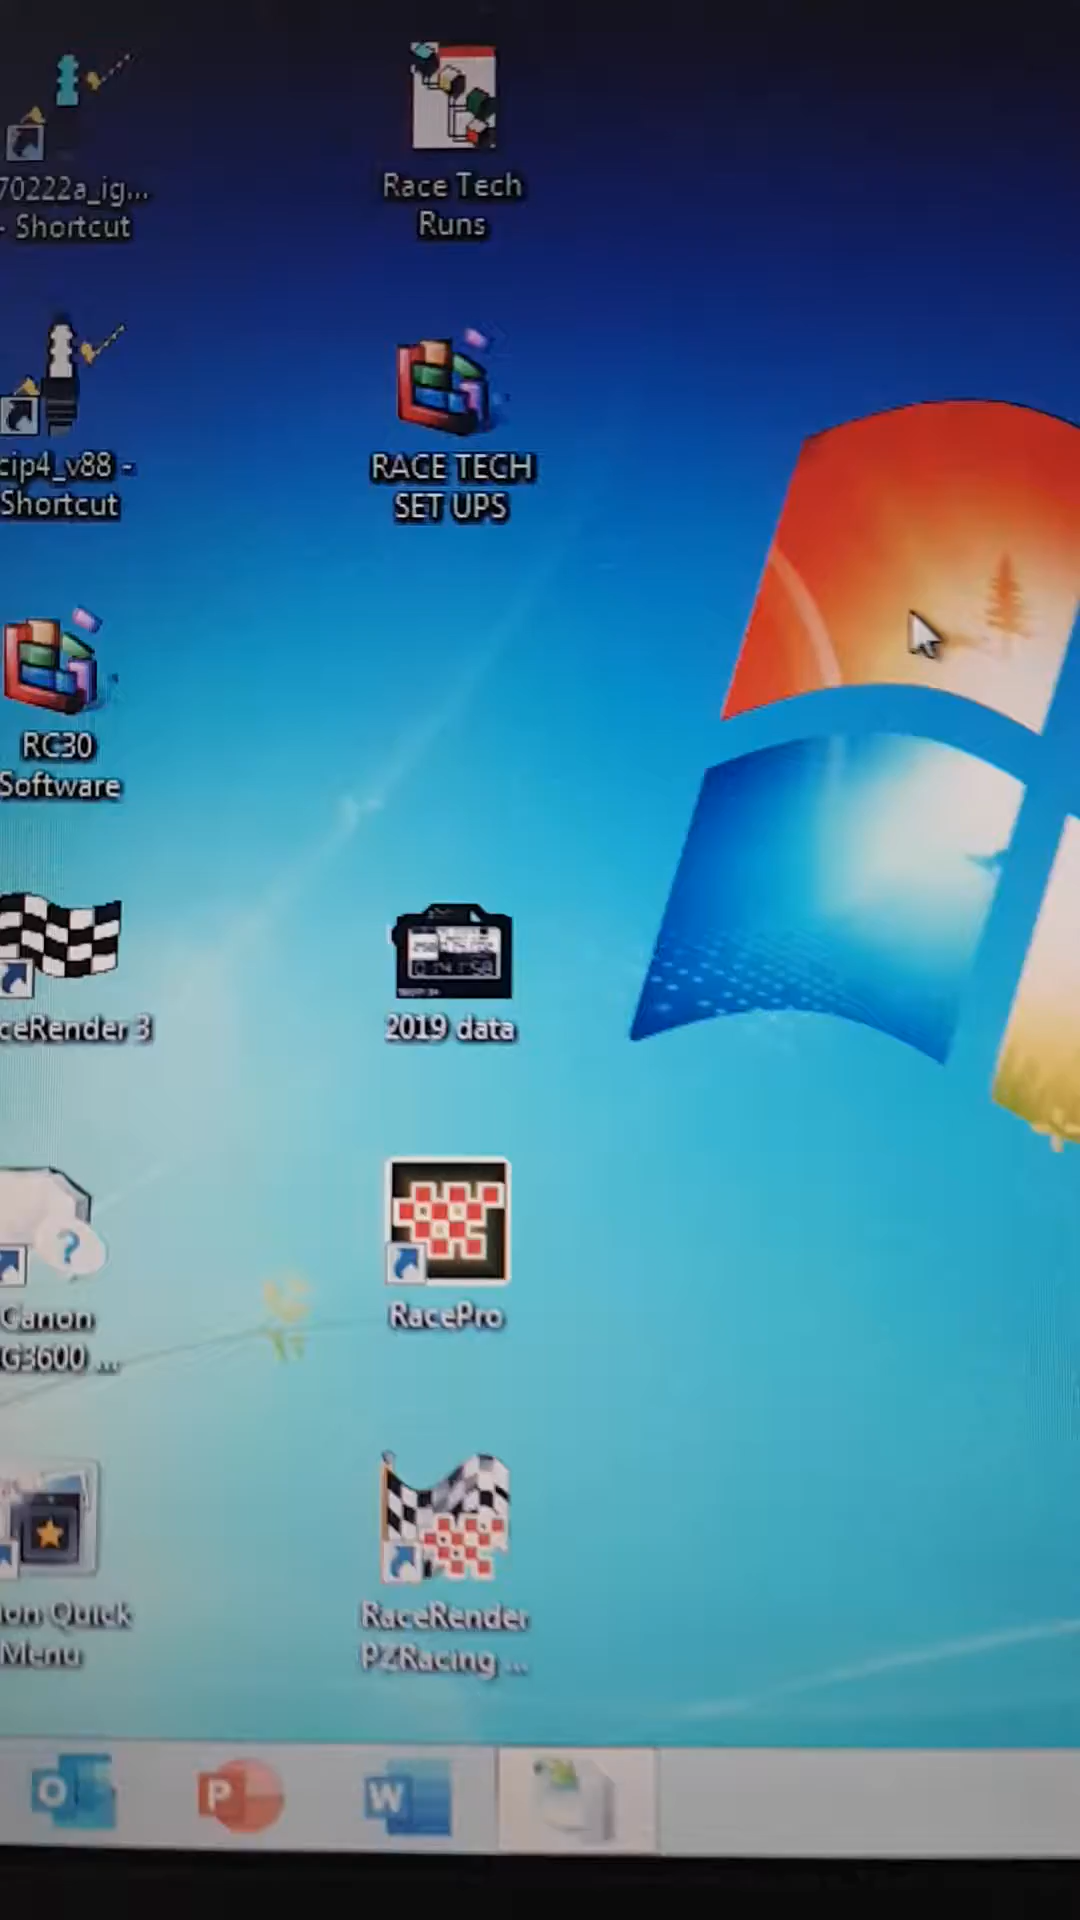 70222a_ig...
- Shortcut
Race Tech
Runs
cip4_v88 -
Shortcut
RACE TECH
SET UPS
RC30
Software
ceRender 3
2019 data
Canon
G3600 ...
RacePro
on Quick
Menu
RaceRender
PZRacing ...
O
P
W